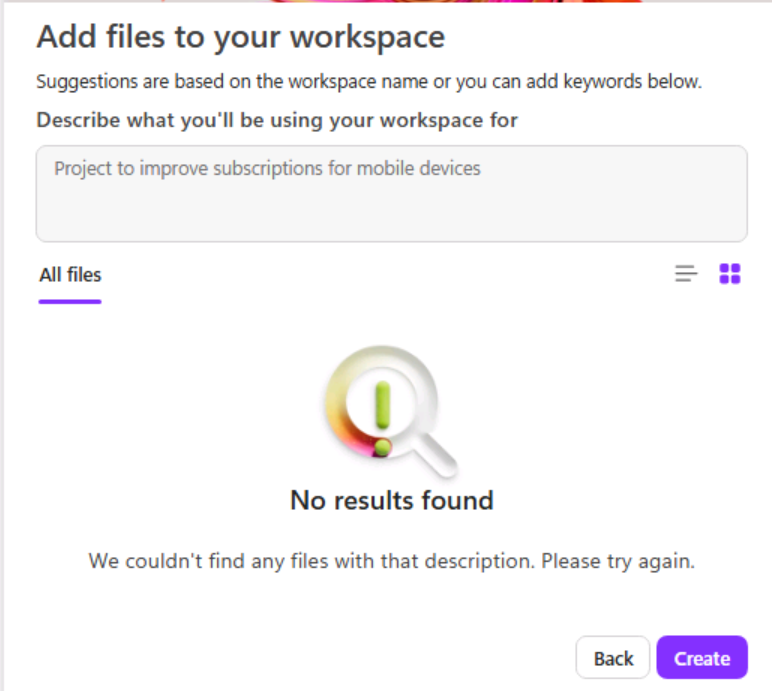 Add files to your workspace
Suggestions are based on the workspace name or you can add keywords below.
Describe what you'll be using your workspace for
Project to improve subscriptions for mobile devices
All files
No results found
We couldn't find any files with that description. Please try again.
Back
Create